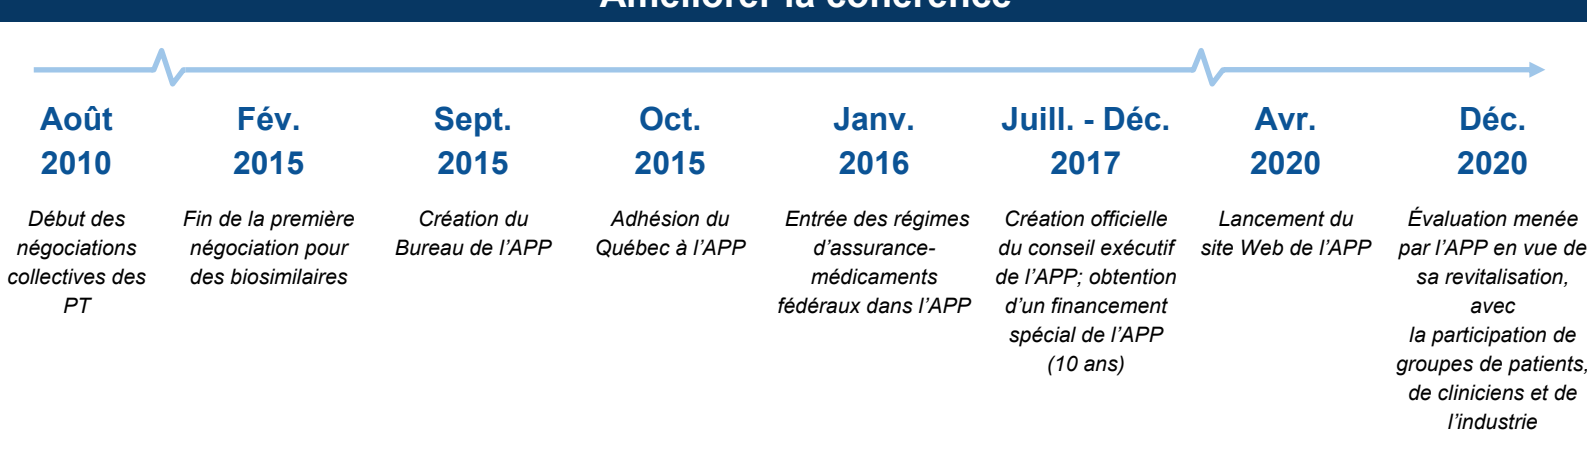 Améliorer la cohérence
Août
2010
Début des
négociations
collectives des
PT
Fév.
2015
Fin de la première
négociation pour
des biosimilaires
Sept.
2015
Création du
Bureau de l’APP
Oct.
2015
Adhésion du
Québec à l’APP
Janv.
2016
Entrée des régimes
d’assurance-
médicaments
fédéraux dans l’APP
Juill. - Déc.
2017
Création officielle
du conseil exécutif
de l’APP; obtention
d’un financement
spécial de l’APP
(10 ans)
Avr.
2020
Lancement du
site Web de l’APP
Déc.
2020
Évaluation menée
par l’APP en vue de
sa revitalisation,
avec
la participation de
groupes de patients,
de cliniciens et de
l’industrie